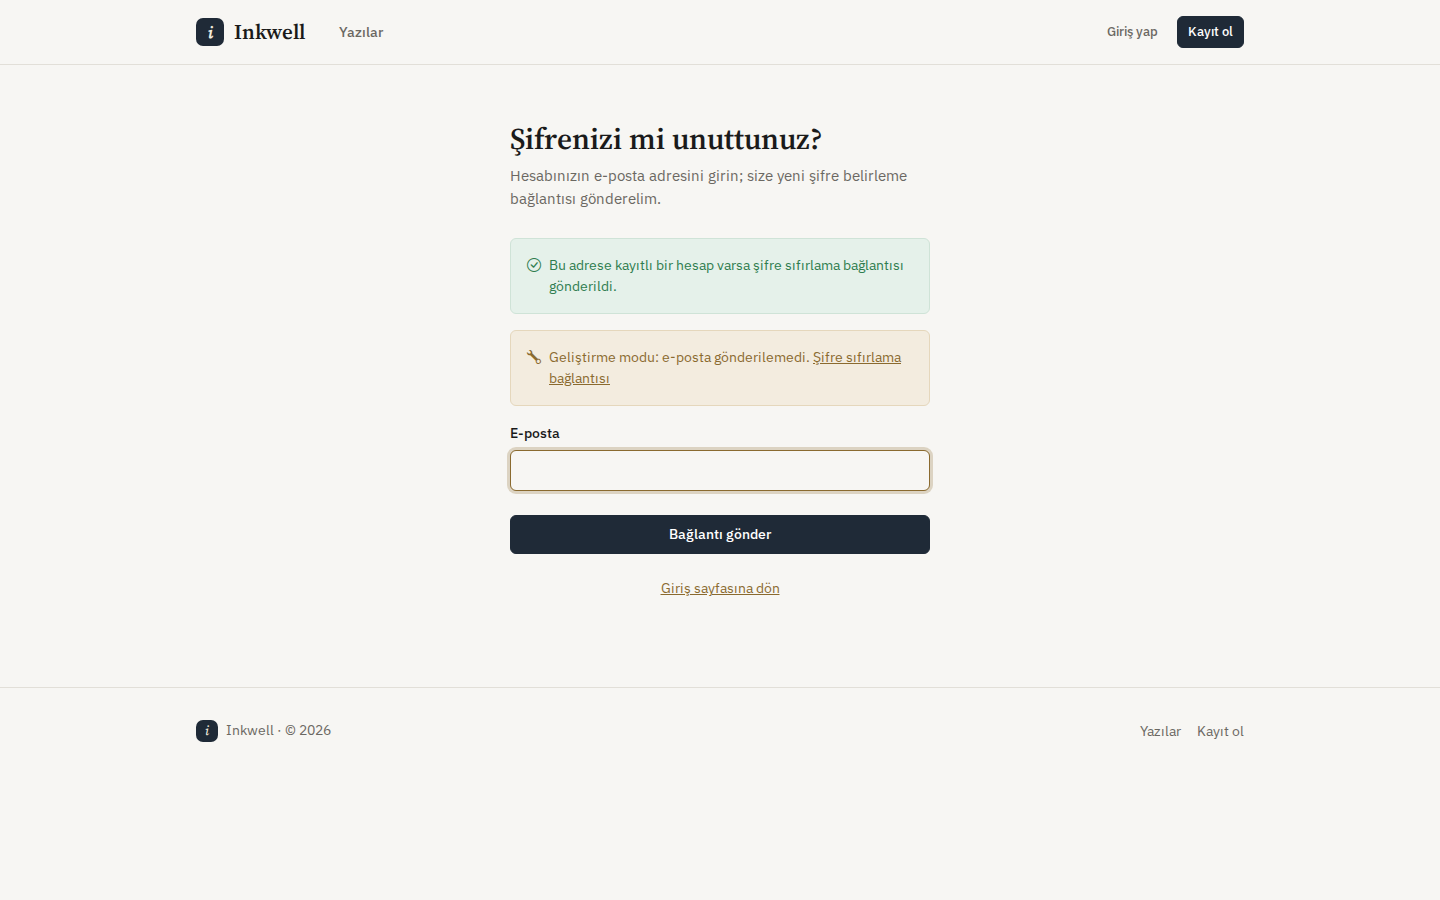 i Inkwell Yazılar Giriş yap Kayıt ol
Şifrenizi mi unuttunuz?
Hesabınızın e-posta adresini girin; size yeni şifre belirleme
bağlantısı gönderelim.
Bu adrese kayıtlı bir hesap varsa şifre sıfırlama bağlantısı
gönderildi.
Geliştirme modu: e-posta gönderilemedi. Şifre sıfırlama
bağlantısı
E-posta
Bağlantı gönder
Giriş sayfasına dön
i Inkwell · © 2026 Yazılar Kayıt ol